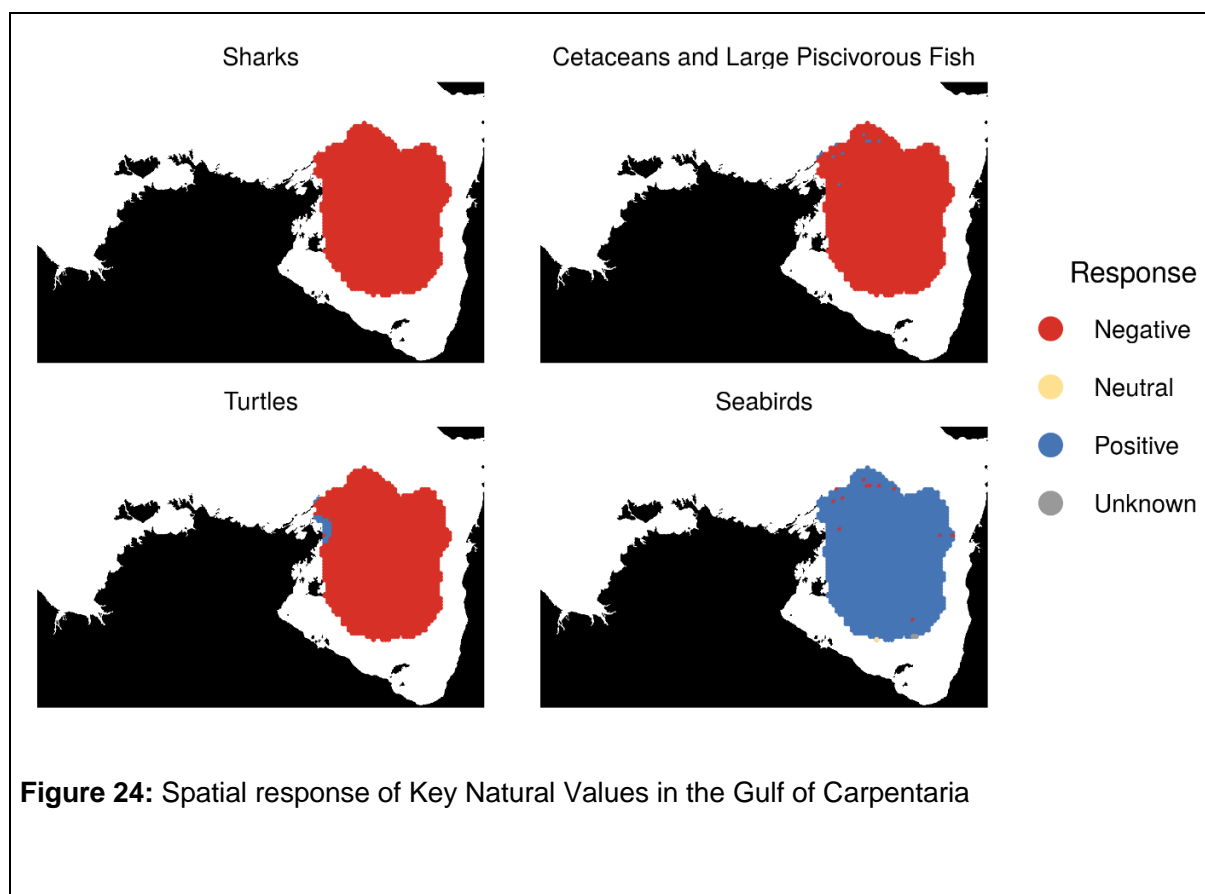 Sharks
Cetaceans and Large Piscivorous Fish
Turtles
Seabirds
Response
Negative
Neutral
Positive
Unknown
Figure 24: Spatial response of Key Natural Values in the Gulf of Carpentaria